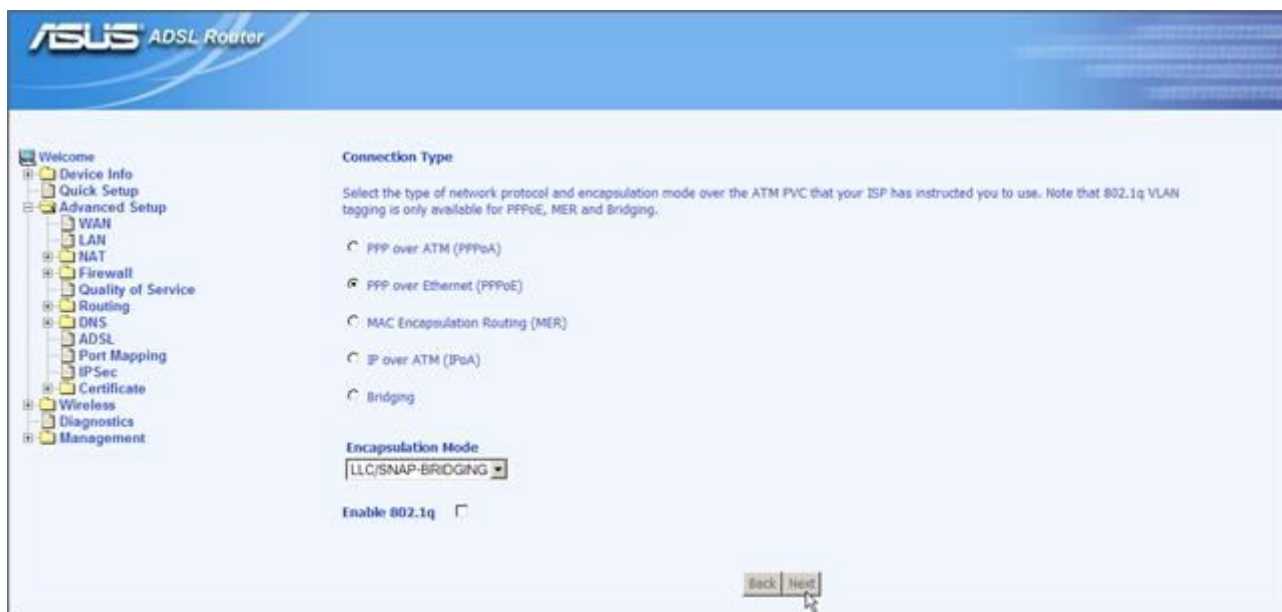 ASUS ADSL Router
Welcome
Device Info
Quick Setup
Advanced Setup
WAN
LAN
NAT
Firewall
Quality of Service
Routing
DNS
ADSL
Port Mapping
IPSec
Certificate
Wireless
Diagnostics
Management
Connection Type
Select the type of network protocol and encapsulation mode over the ATM PVC that your ISP has instructed you to use. Note that 802.1q VLAN
tagging is only available for PPPoE, MER and Bridging.
PPP over ATM (PPPoA)
PPP over Ethernet (PPPoE)
MAC Encapsulation Routing (MER)
IP over ATM (IPoA)
Bridging
Encapsulation Mode
LLC/SNAP-BRIDGING
Enable 802.1q
Back Next